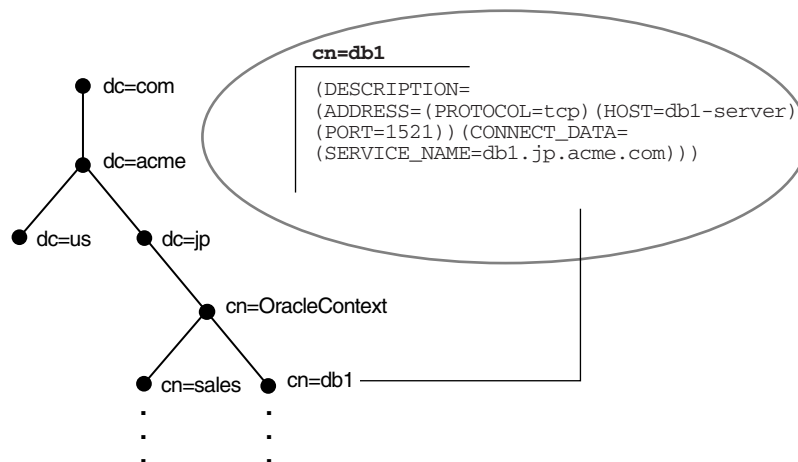 cn=db1
(DESCRIPTION=
(ADDRESS=(PROTOCOL=tcp)(HOST=db1-server)
(PORT=1521))(CONNECT_DATA=
(SERVICE_NAME=db1.jp.acme.com)))
dc=com
dc=acme
dc=us
dc=jp
cn=OracleContext
cn=sales
cn=db1